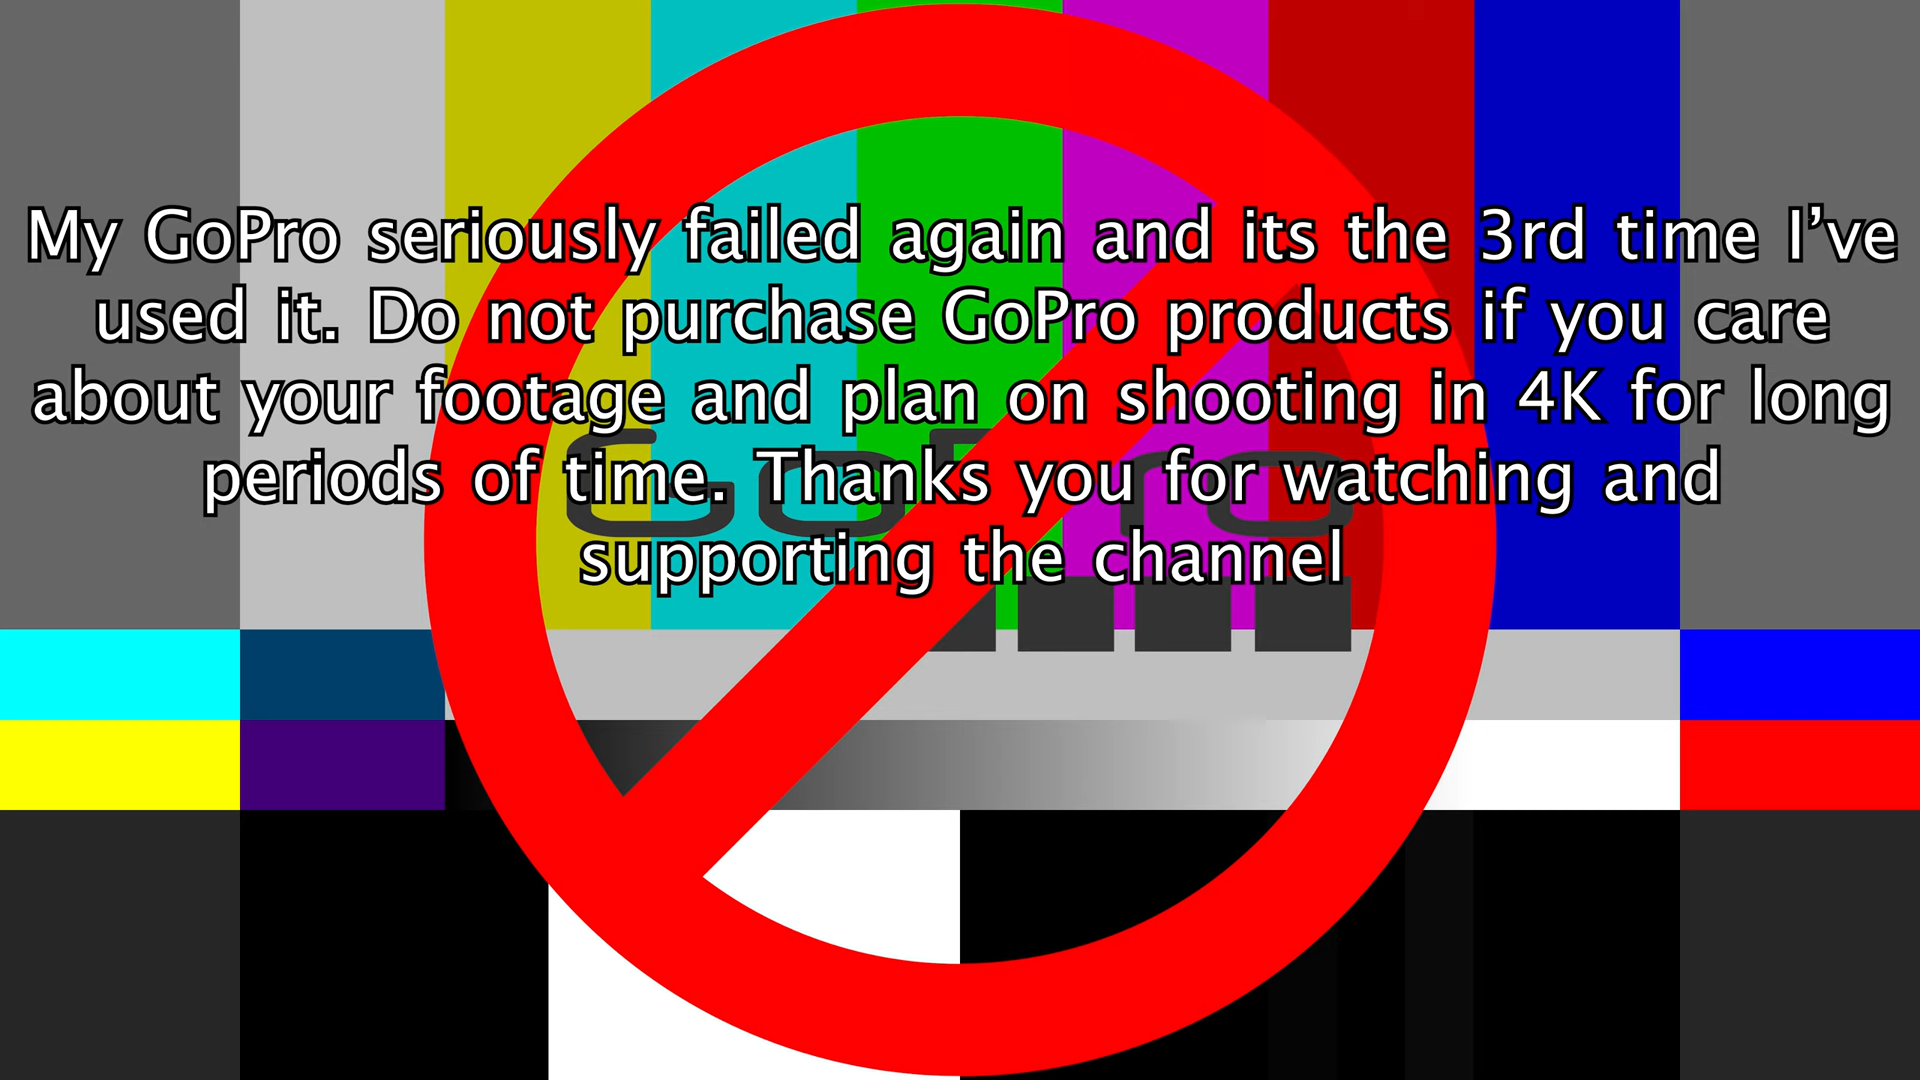 My GoPro seriously failed again and its the 3rd time I’ve
used it. Do not purchase GoPro products if you care
about your footage and plan on shooting in 4K for long
periods of time. Thanks you for watching and
supporting the channel
GoPro